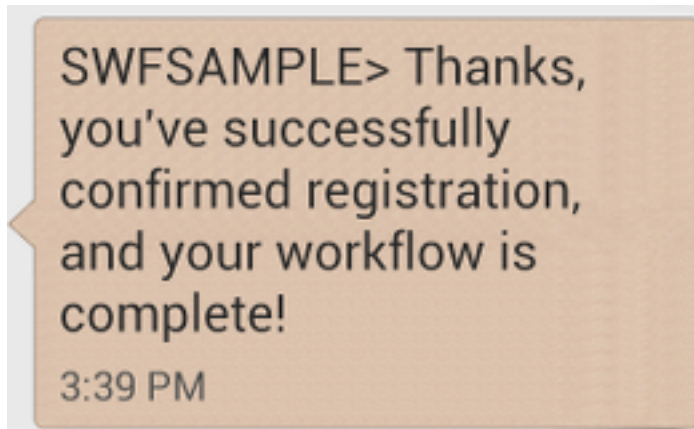 SWFSAMPLE> Thanks,
you've successfully
confirmed registration,
and your workflow is
complete!
3:39 PM